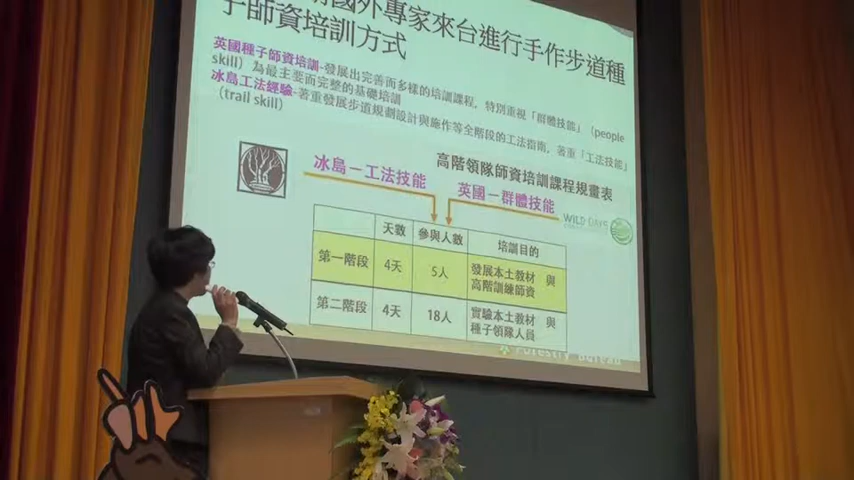 國外專家來台進行手作步道種
子師資培訓方式
英國種子師資培訓-發展出完善而多樣的培訓課程，特別重視「群體技能」（people
skill）為最主要而完整的基礎培訓
冰島工法經驗-著重發展步道規劃設計與施作等全階段的工法指南，著重「工法技能」
（trail skill）
高階領隊師資培訓課程規畫表
冰島－工法技能
英國－群體技能
WILD DAYS
天數 參與人數 培訓目的
第一階段 4天 5人 發展本土教材 與
高階訓練師資
第二階段 4天 18人 實驗本土教材 與
種子領隊人員
Forestry Bureau